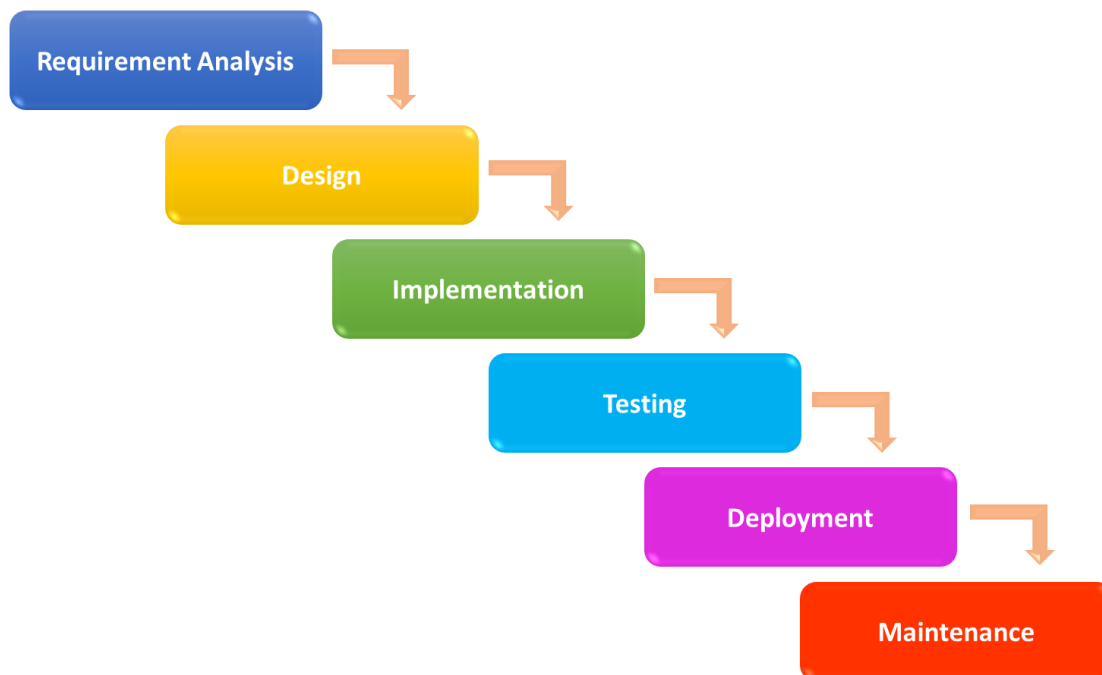 Requirement Analysis
Design
Implementation
Testing
Deployment
Maintenance